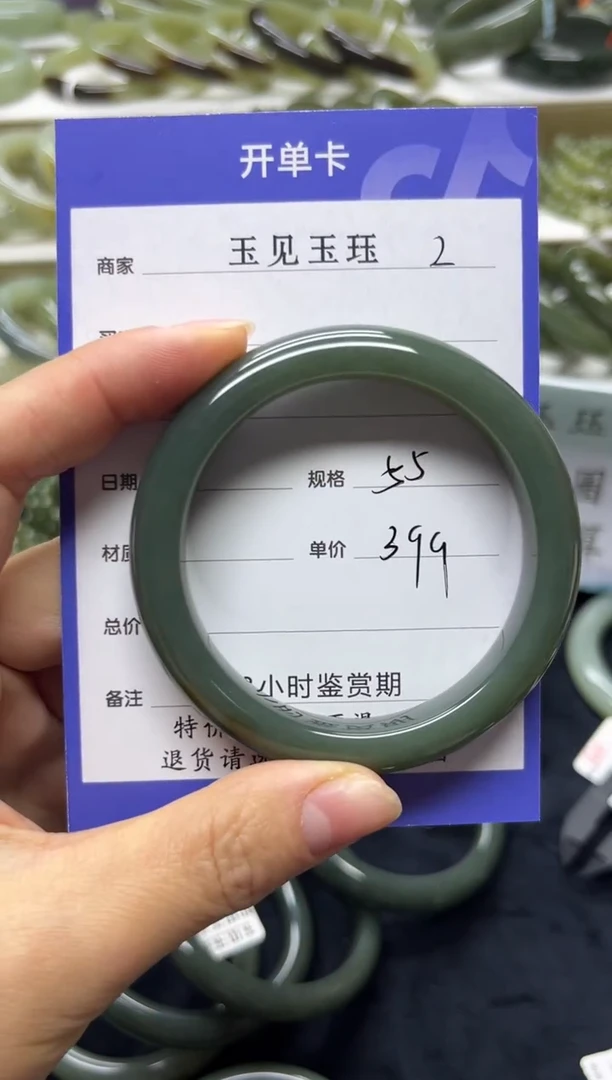 开单卡
商家 玉见玉珏 2
日期 规格 55
材质 单价 399
总价
备注 小时鉴赏期
特价
退货请